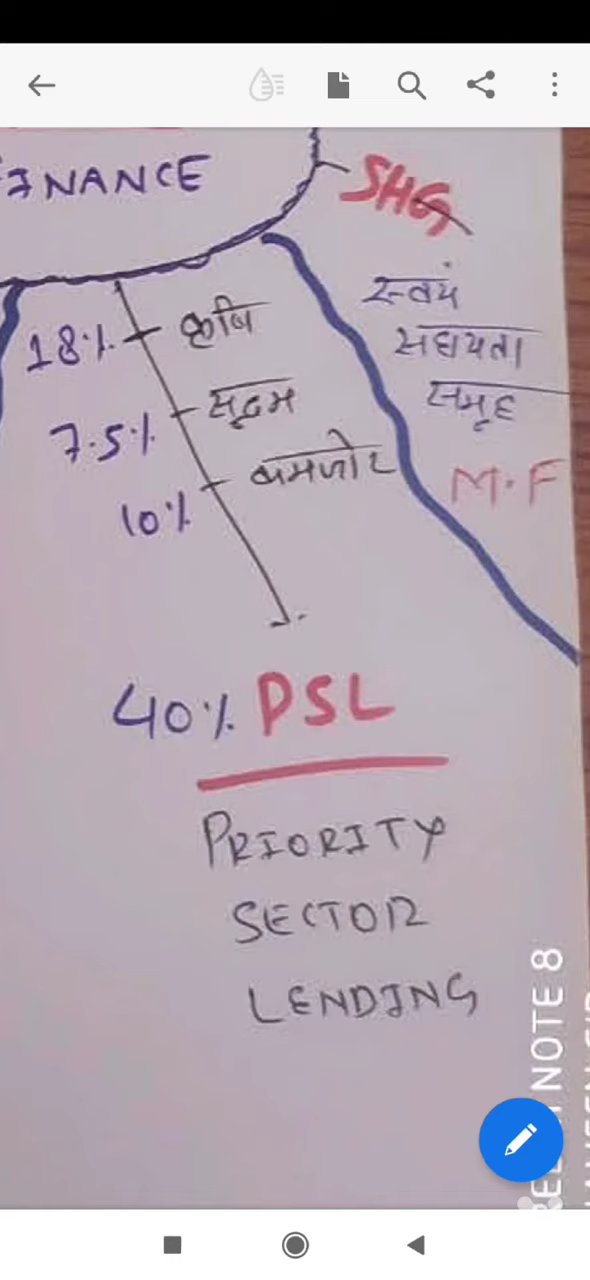 FINANCE
SHG
18% कृषि
स्वयं
सहायता
समूह
7.5% सूक्ष्म
10% कमजोर
M.F
40% PSL
PRIORITY
SECTOR
LENDING
NOTE 8